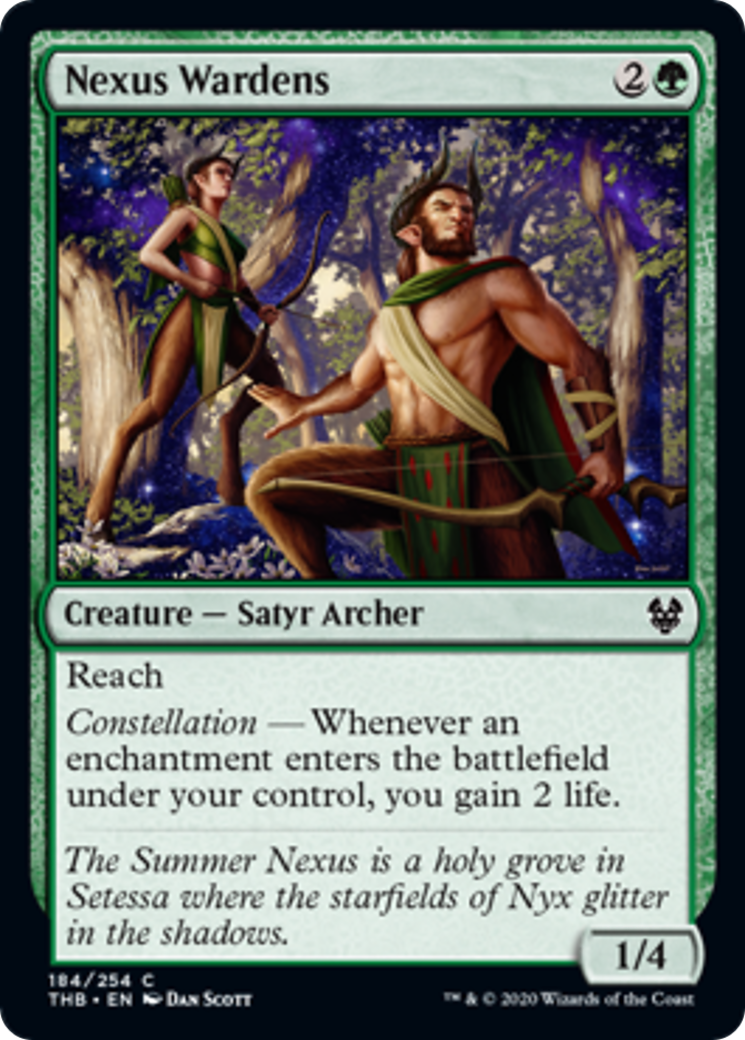 Nexus Wardens 2
Creature — Satyr Archer
Reach
Constellation — Whenever an
enchantment enters the battlefield
under your control, you gain 2 life.
The Summer Nexus is a holy grove in
Setessa where the starfields of Nyx glitter
in the shadows.
1/4
184/254 C
THB • EN Dan Scott
™ & © 2020 Wizards of the Coast